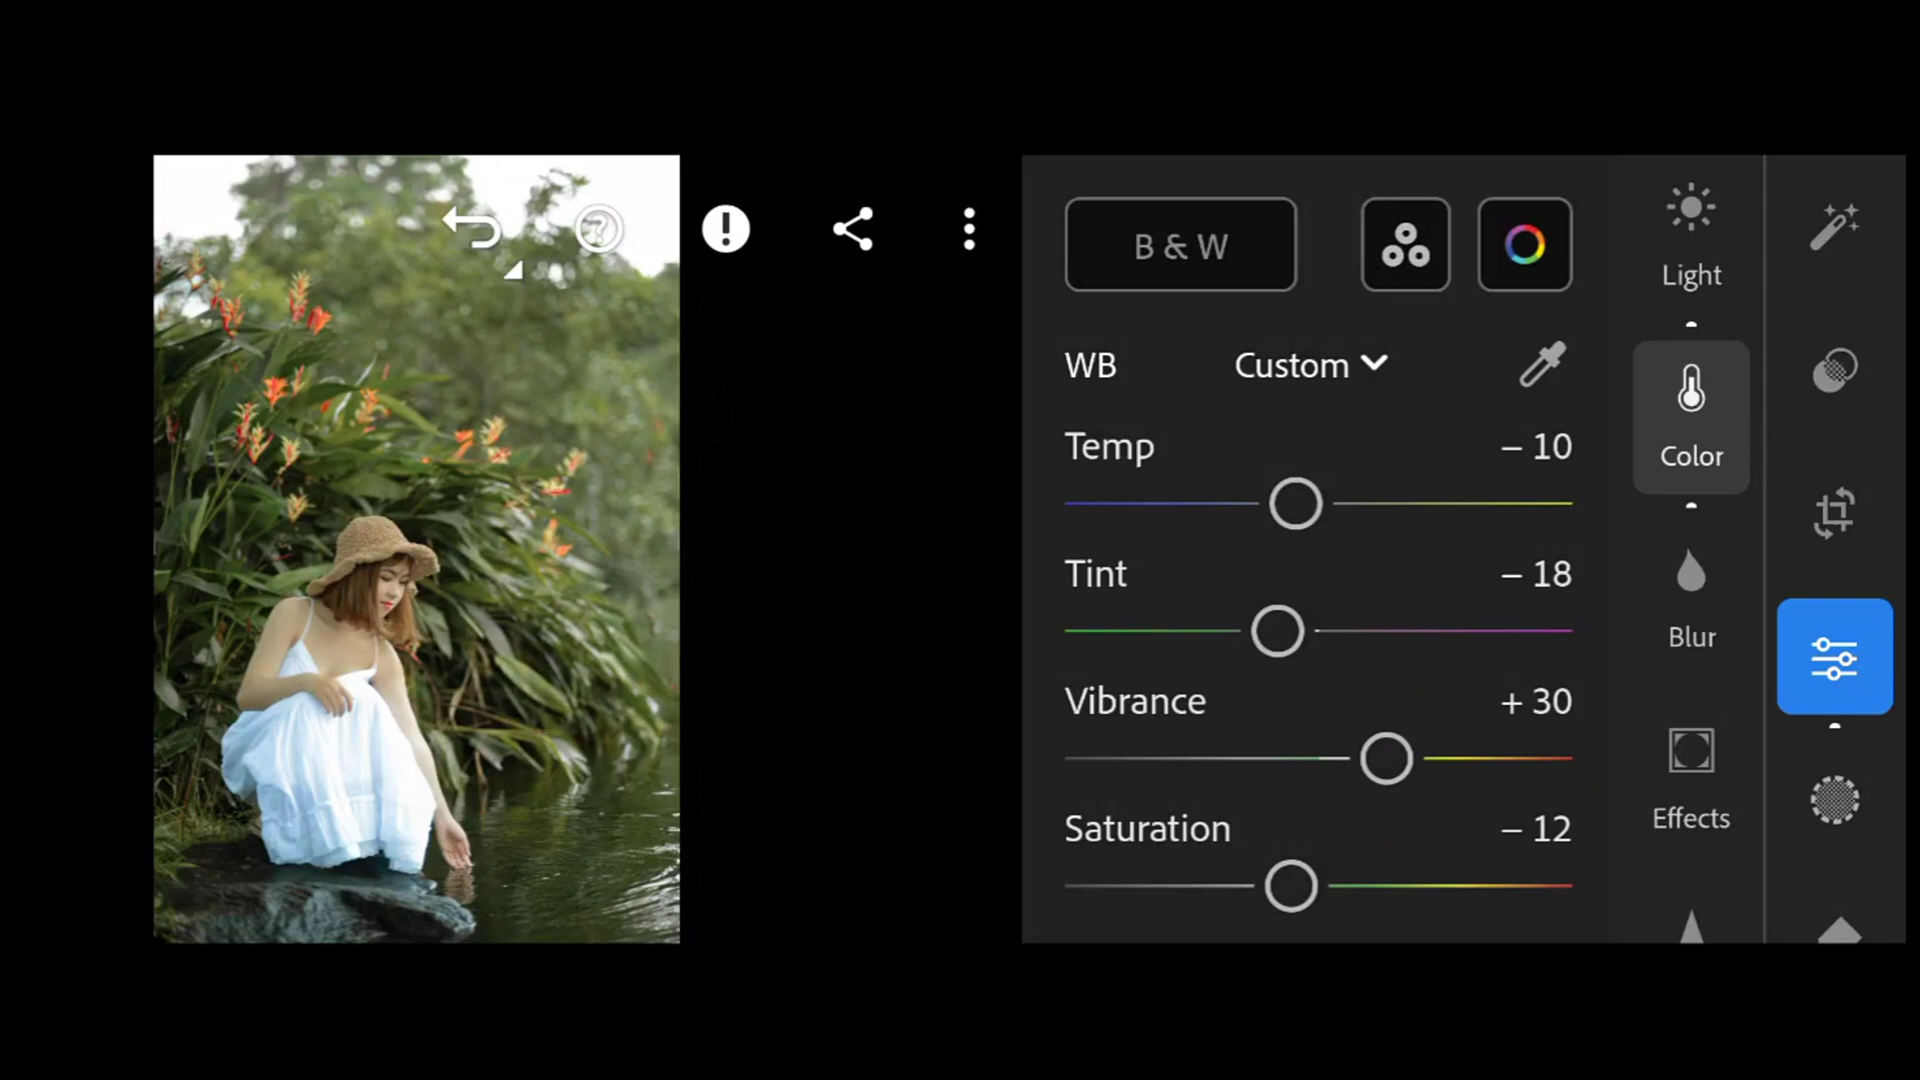 B & W
WB Custom
Temp – 10
Tint – 18
Vibrance + 30
Saturation – 12
Light
Color
Blur
Effects